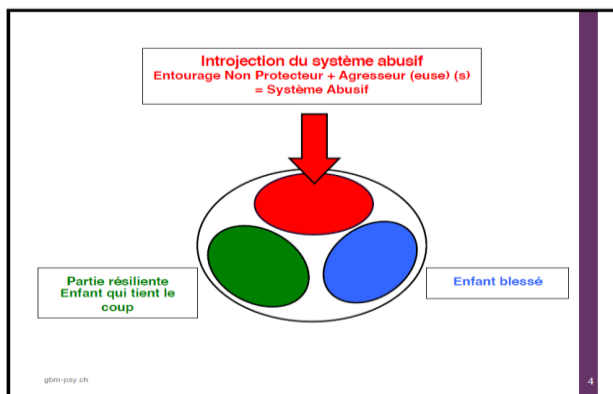 Introjection du système abusif
Entourage Non Protecteur + Agresseur (euse) (s)
= Système Abusif
Partie résiliente
Enfant qui tient le
coup
Enfant blessé
gbm-psy.ch
4